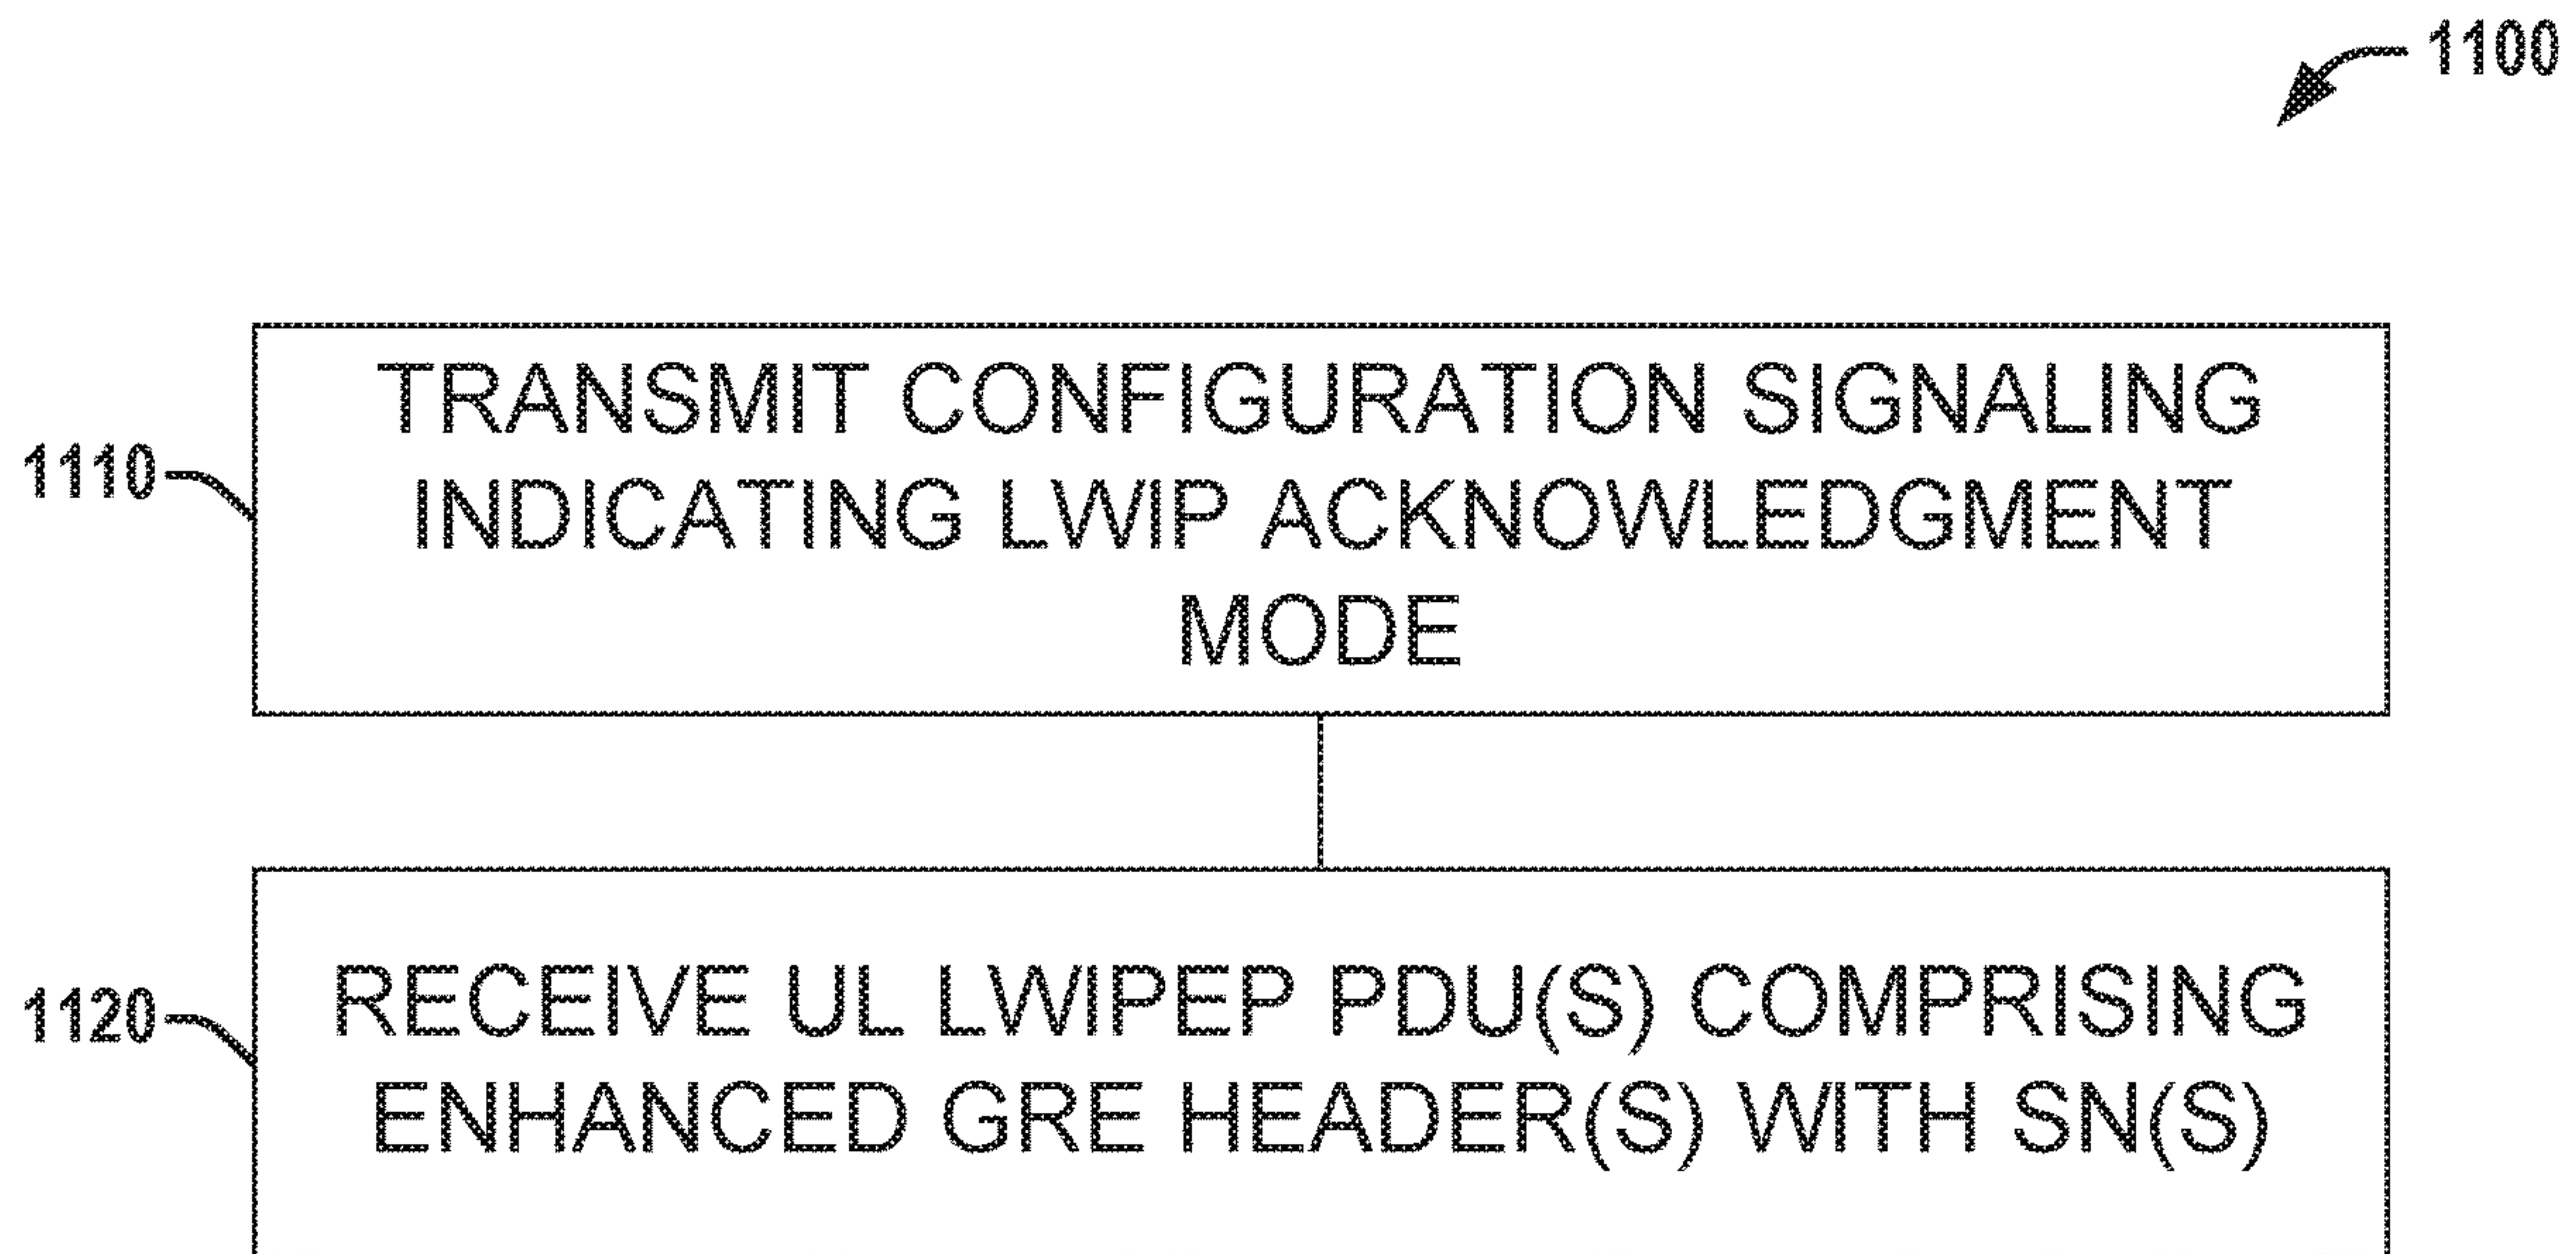 1100
TRANSMIT CONFIGURATION SIGNALING
INDICATING LWIP ACKNOWLEDGMENT
MODE
1110
RECEIVE UL LWIPEP PDU(S) COMPRISING
ENHANCED GRE HEADER(S) WITH SN(S)
1120